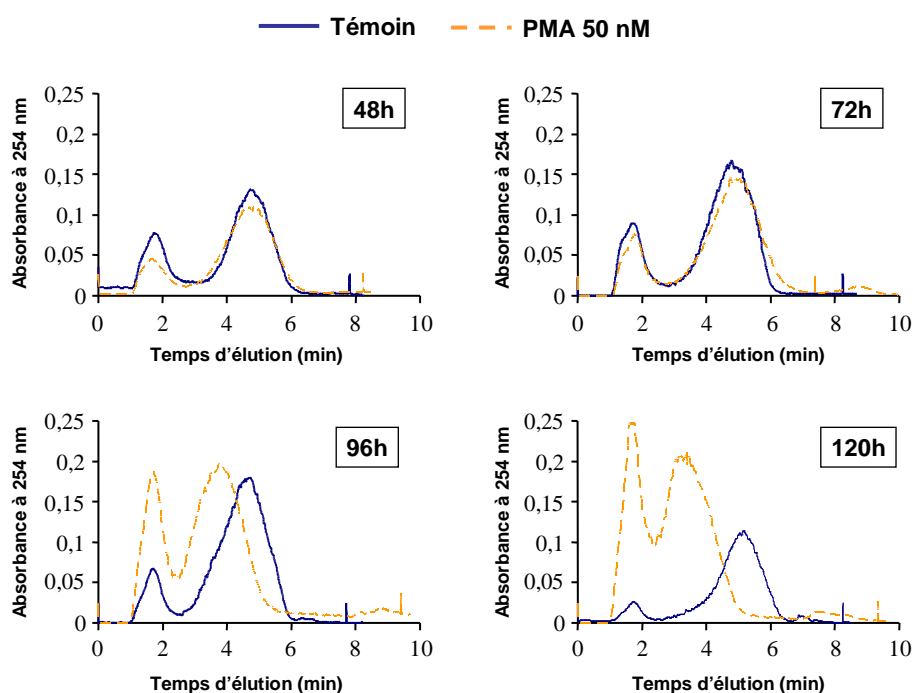 Témoin PMA 50 nM
48h
Absorbance à 254 nm
0,25
0,2
0,15
0,1
0,05
0
0 2 4 6 8 10
Temps d'élution (min)
72h
Absorbance à 254 nm
0,25
0,2
0,15
0,1
0,05
0
0 2 4 6 8 10
Temps d'élution (min)
96h
Absorbance à 254 nm
0,25
0,2
0,15
0,1
0,05
0
0 2 4 6 8 10
Temps d'élution (min)
120h
Absorbance à 254 nm
0,25
0,2
0,15
0,1
0,05
0
0 2 4 6 8 10
Temps d'élution (min)